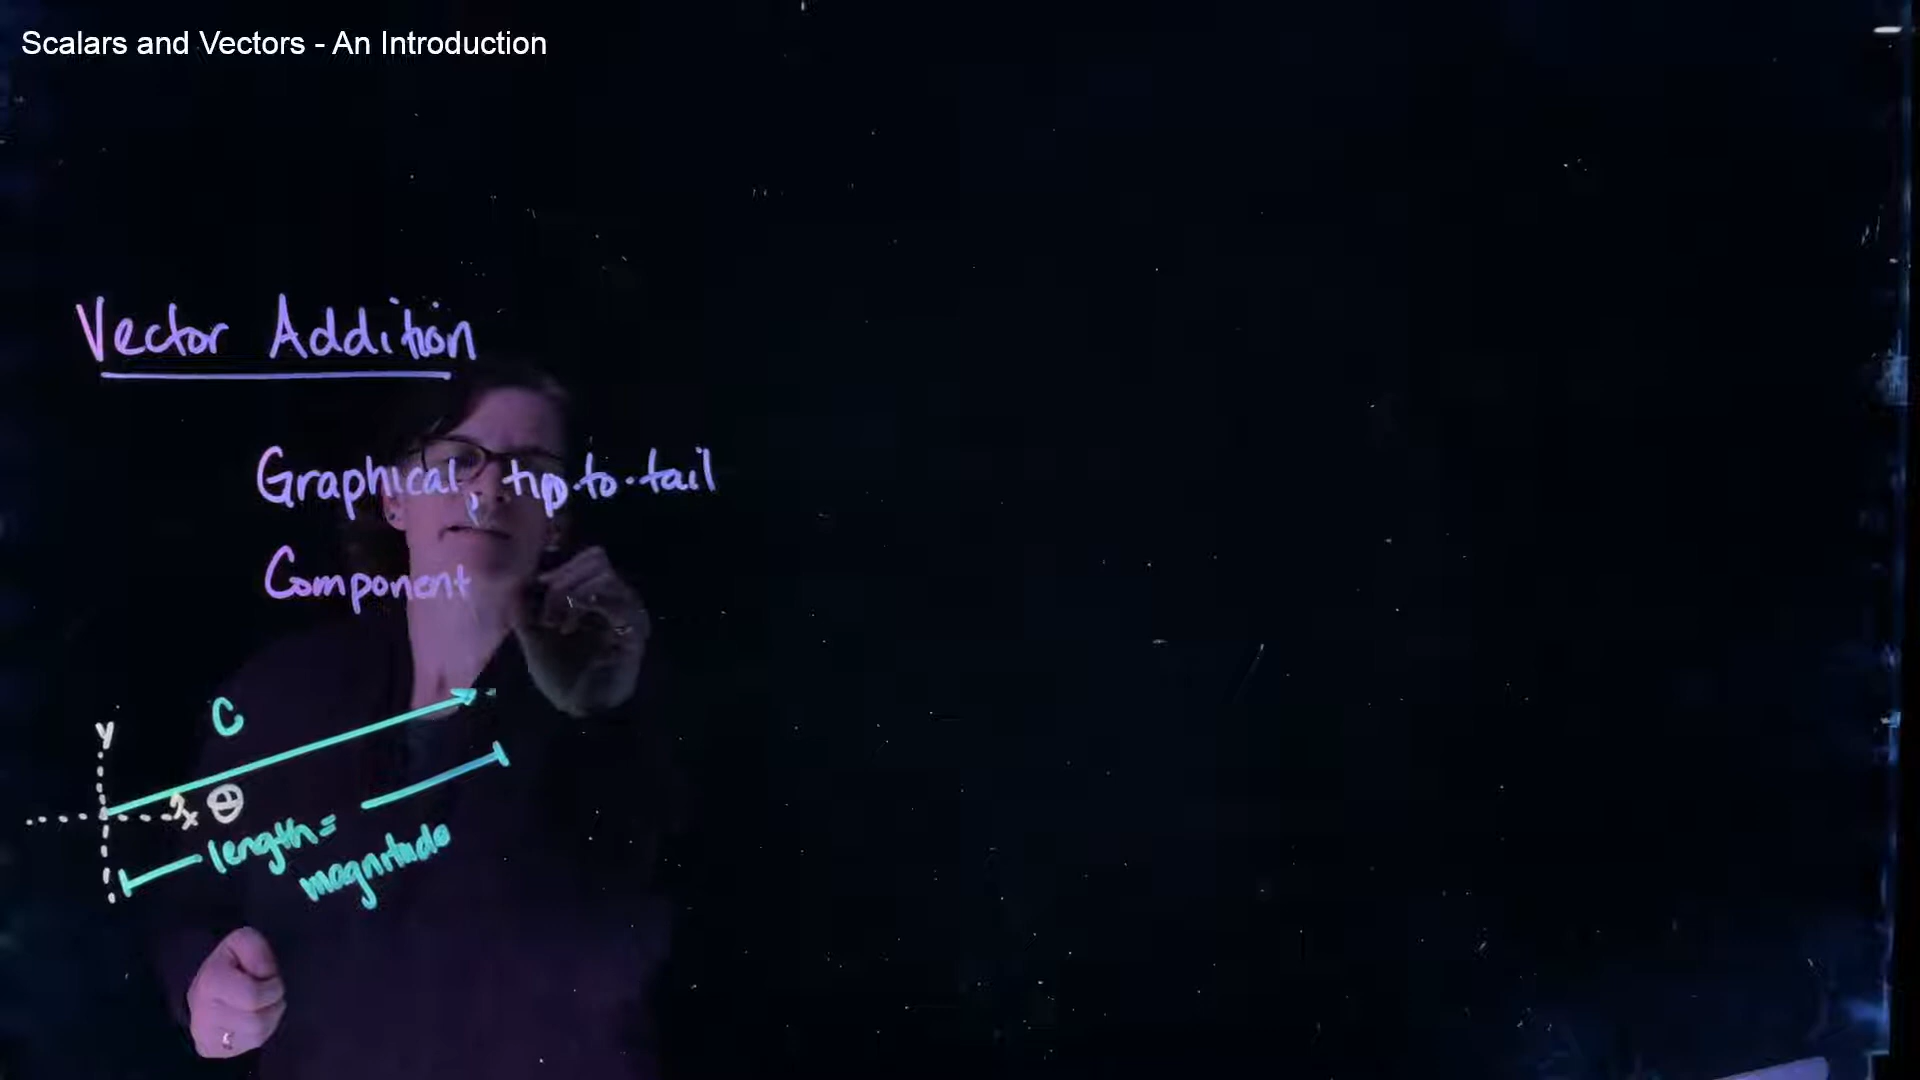 Scalars and Vectors - An Introduction
Vector Addition
Graphical, tip-to-tail
Component
C
y
x θ
length =
magnitude